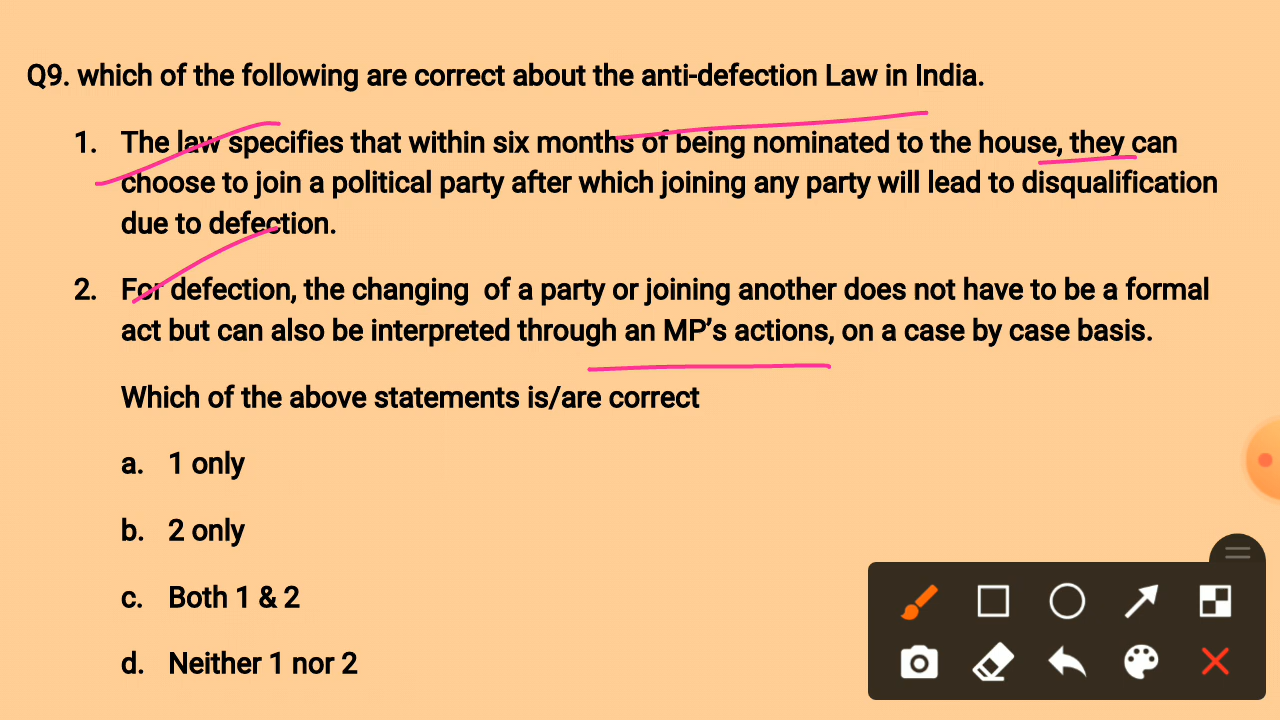 Q9. which of the following are correct about the anti-defection Law in India.
1. The law specifies that within six months of being nominated to the house, they can
choose to join a political party after which joining any party will lead to disqualification
due to defection.
2. For defection, the changing of a party or joining another does not have to be a formal
act but can also be interpreted through an MP’s actions, on a case by case basis.
Which of the above statements is/are correct
a. 1 only
b. 2 only
c. Both 1 & 2
d. Neither 1 nor 2